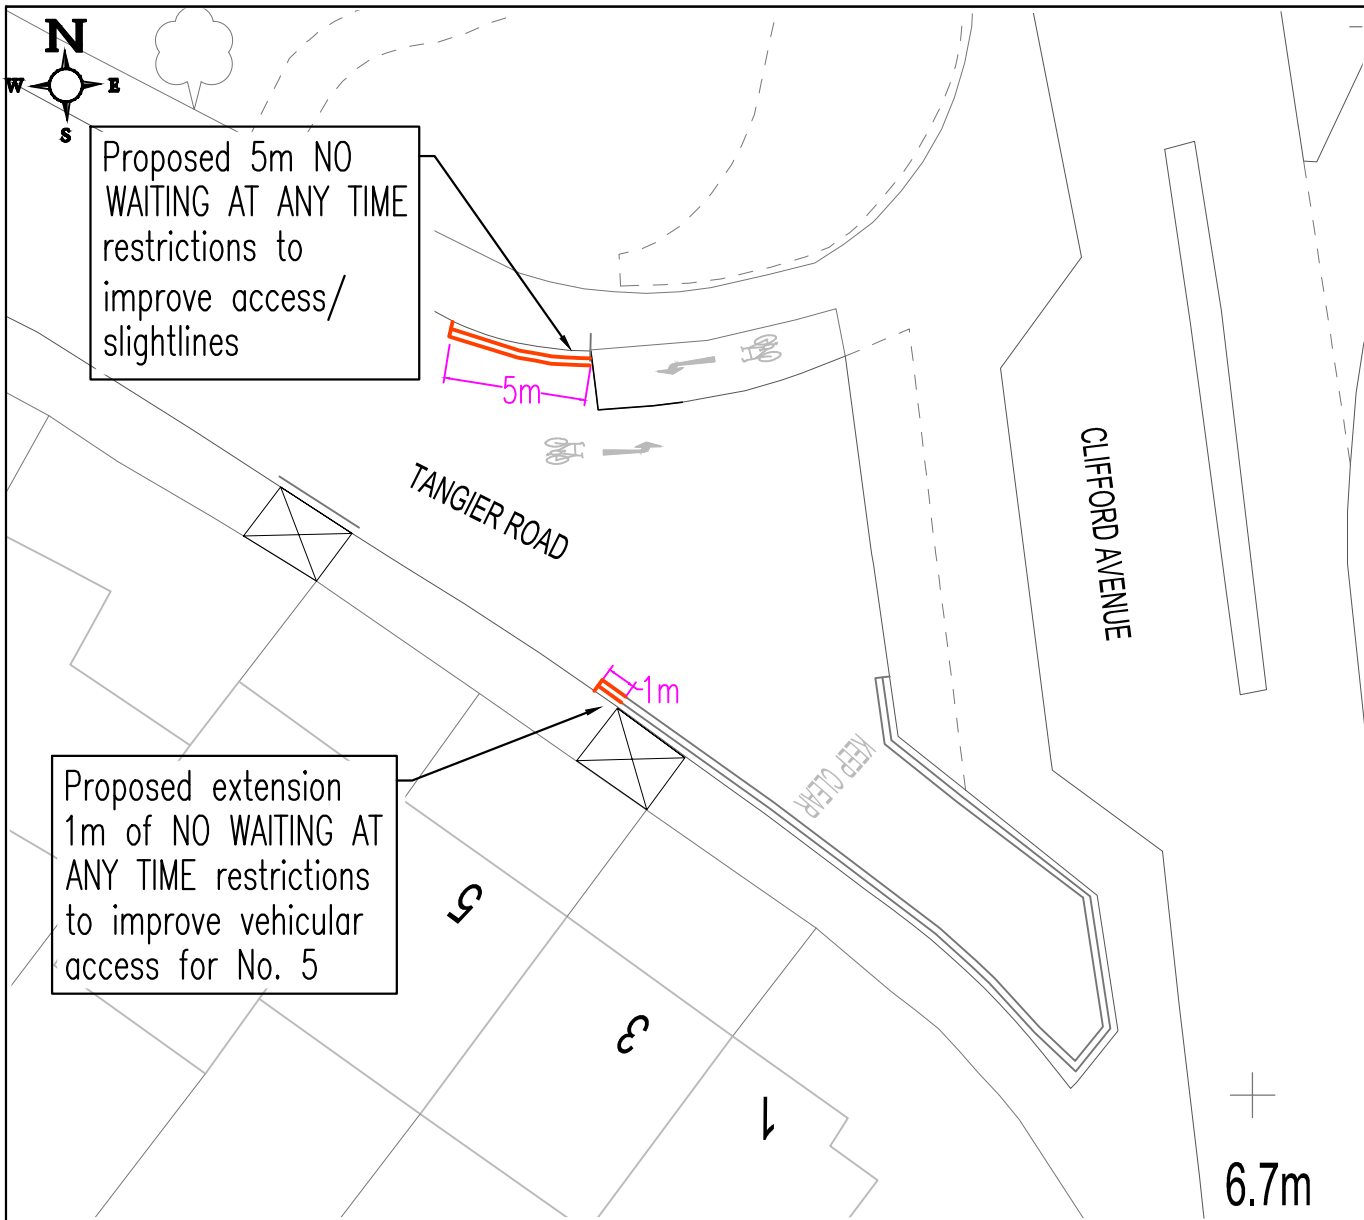 N
W E
S
Proposed 5m NO
WAITING AT ANY TIME
restrictions to
improve access/
slightlines
5m
TANGIER ROAD
CLIFFORD AVENUE
1m
KEEP CLEAR
Proposed extension
1m of NO WAITING AT
ANY TIME restrictions
to improve vehicular
access for No. 5
5
3
1
6.7m